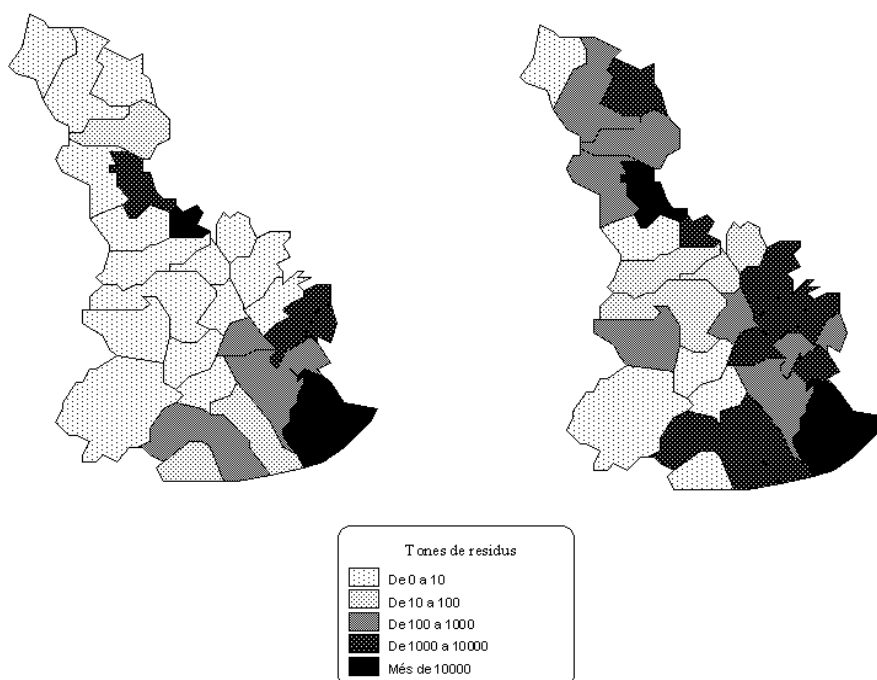 Tones de residus
De 0 a 10
De 10 a 100
De 100 a 1000
De 1000 a 10000
Més de 10000